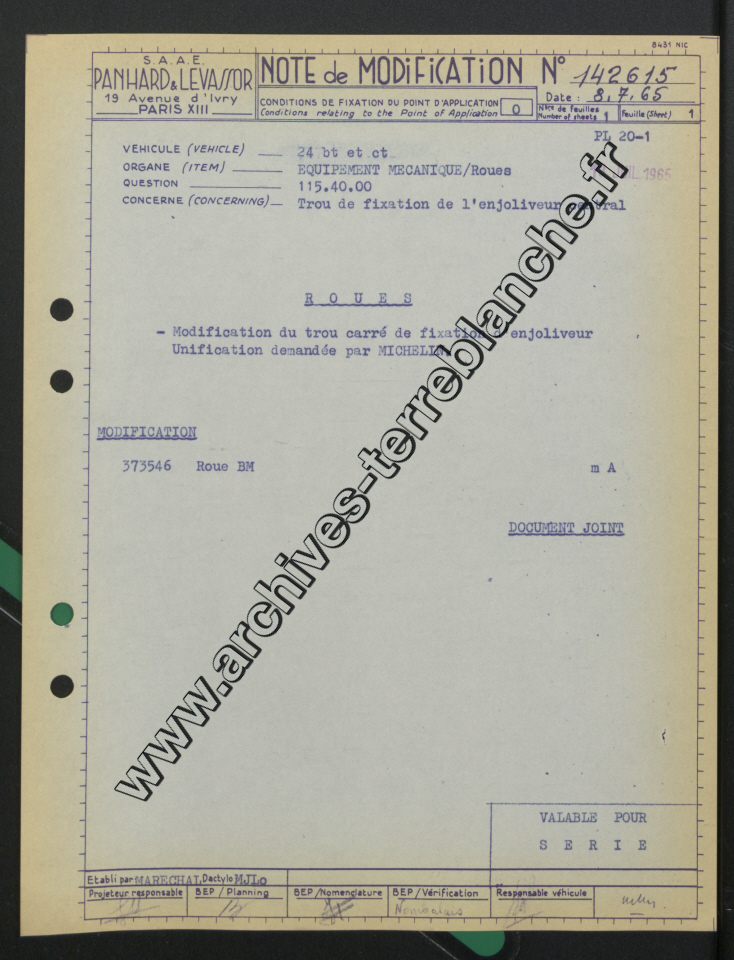 8431 NIC
S.A.A.E.
PANHARD & LEVASSOR
19 Avenue d'Ivry
PARIS XIII
NOTE de MODIFICATION N° 142615
Date : 8.7.65
CONDITIONS DE FIXATION DU POINT D'APPLICATION 0
Conditions relating to the Point of Application
Nbre de feuilles 1
Number of sheets
Feuille (Sheet) 1
PL 20-1
VEHICULE (VEHICLE) 24 bt et ct
ORGANE (ITEM) EQUIPEMENT MECANIQUE/Roues
QUESTION 115.40.00
CONCERNE (CONCERNING) Trou de fixation de l'enjoliveur central
R O U E S
- Modification du trou carré de fixation d'enjoliveur
Unification demandée par MICHELIN
MODIFICATION
373546 Roue BM m A
DOCUMENT JOINT
www.archives-terreblanche.fr
VALABLE POUR
S E R I E
Etabli par MARECHAL Dactylo MJLo
Projeteur responsable
BEP / Planning
BEP / Nomenclature
BEP / Vérification
Responsable véhicule